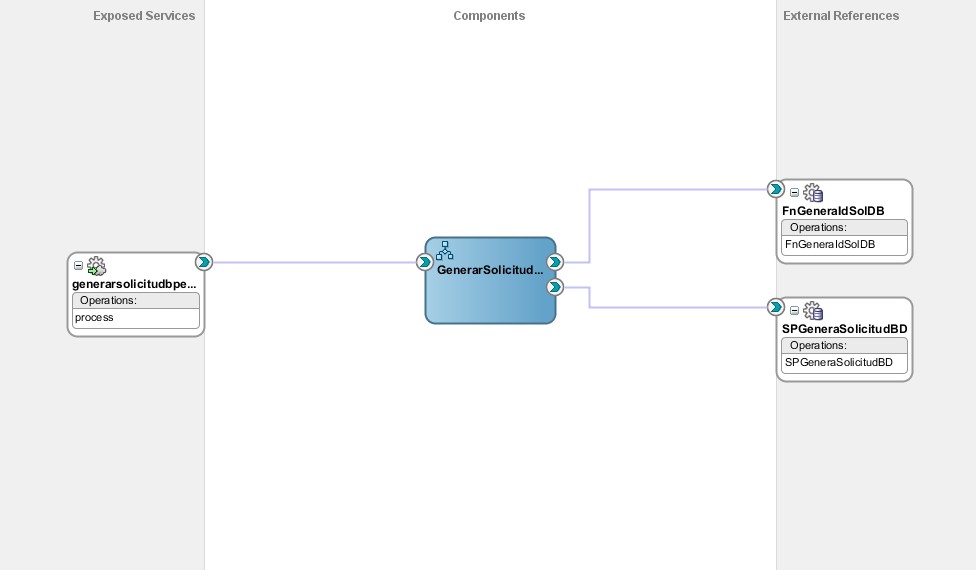 Exposed Services
Components
External References
generarsolicitudbpe...
Operations:
process
GenerarSolicitud...
FnGeneraIdSolDB
Operations:
FnGeneraIdSolDB
SPGeneraSolicitudBD
Operations:
SPGeneraSolicitudBD